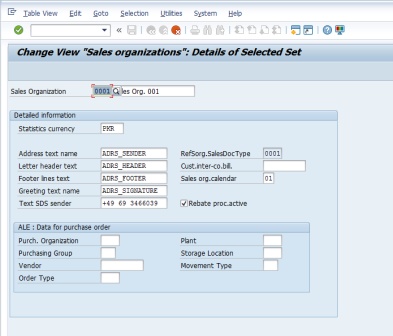 Table View Edit Goto Selection Utilities System Help
Change View "Sales organizations": Details of Selected Set
Sales Organization 0001 les Org. 001
Detailed information
Statistics currency PKR
Address text name ADRS_SENDER RefSorg.SalesDocType 0001
Letter header text ADRS_HEADER Cust.inter-co.bill.
Footer lines text ADRS_FOOTER Sales org.calendar 01
Greeting text name ADRS_SIGNATURE
Text SDS sender +49 69 3466039 Rebate proc.active
ALE : Data for purchase order
Purch. Organization Plant
Purchasing Group Storage Location
Vendor Movement Type
Order Type